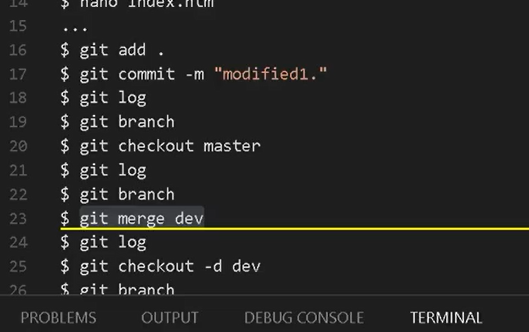 14 $ nano index.htm
15 ...
16 $ git add .
17 $ git commit -m "modified1."
18 $ git log
19 $ git branch
20 $ git checkout master
21 $ git log
22 $ git branch
23 $ git merge dev
24 $ git log
25 $ git checkout -d dev
26 $ git branch
PROBLEMS OUTPUT DEBUG CONSOLE TERMINAL